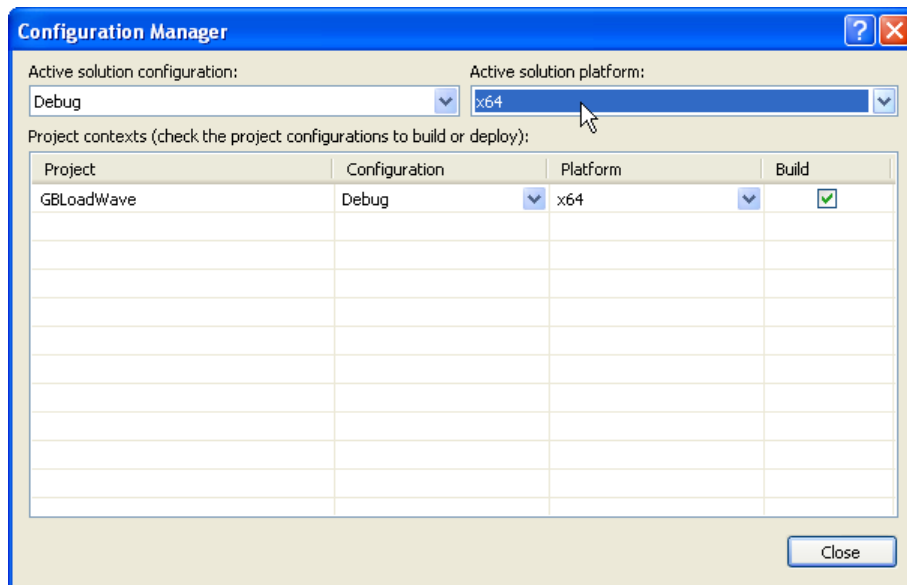 Configuration Manager
Active solution configuration: Active solution platform:
Debug x64
Project contexts (check the project configurations to build or deploy):
Project Configuration Platform Build
GBLoadWave Debug x64
Close